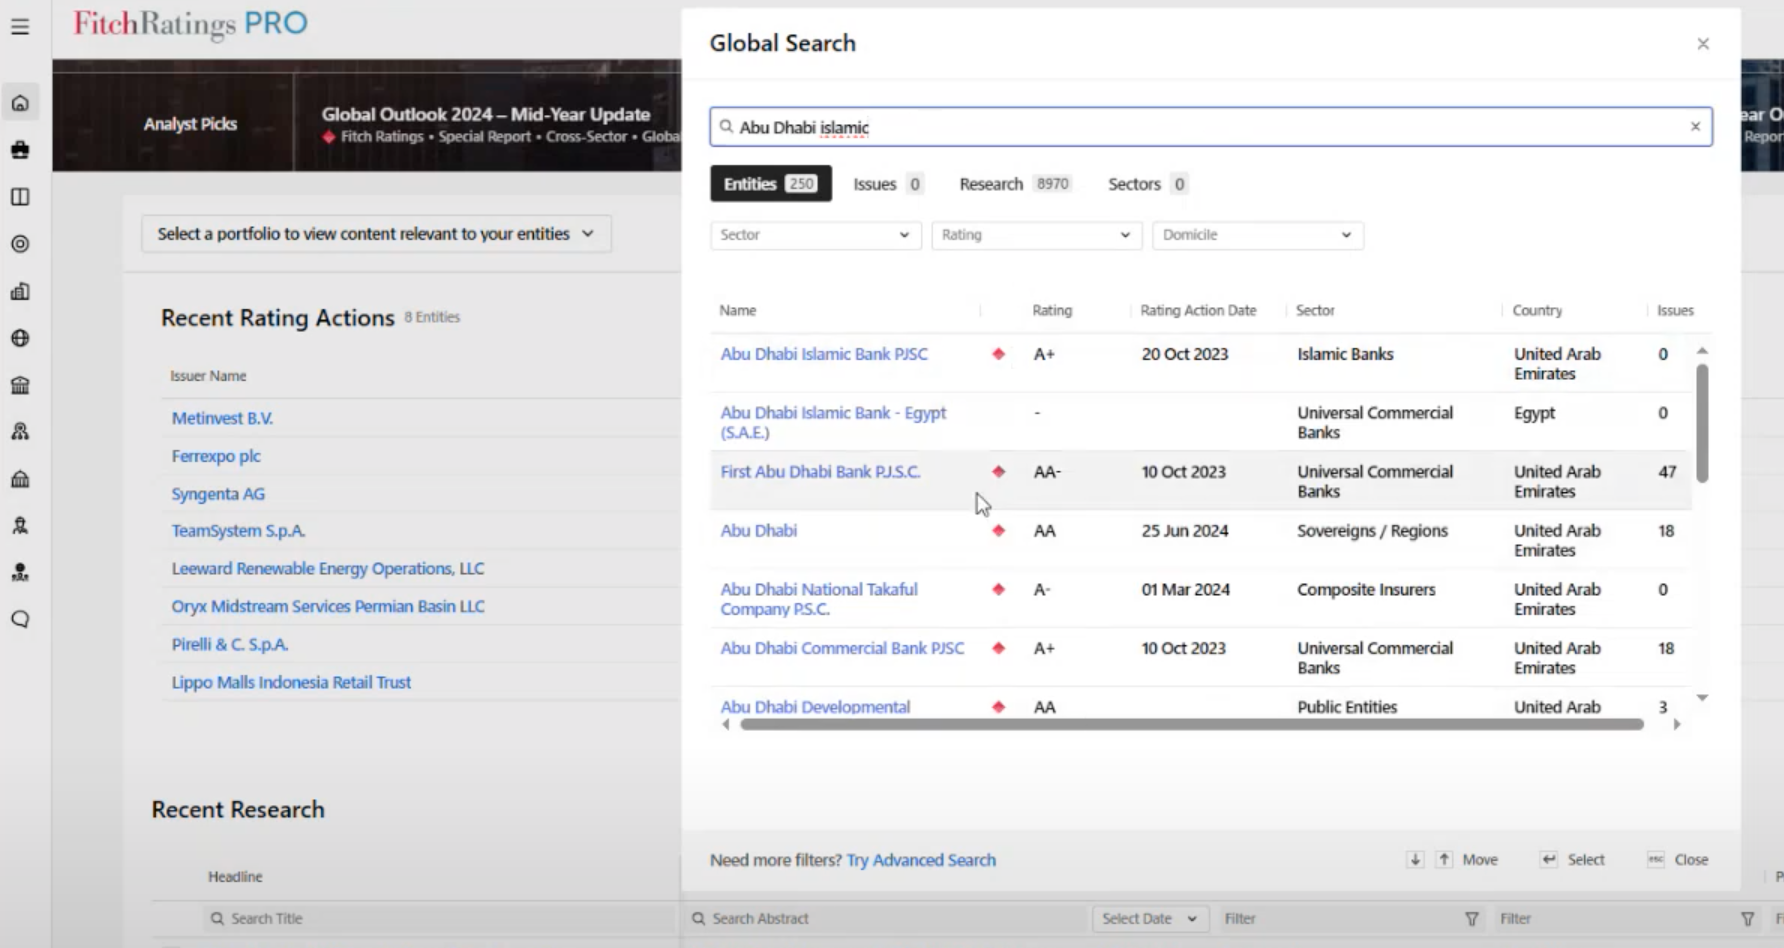 FitchRatings PRO
Analyst Picks
Global Outlook 2024 – Mid-Year Update
Fitch Ratings • Special Report • Cross-Sector • Globa
Select a portfolio to view content relevant to your entities
Recent Rating Actions 8 Entities
Issuer Name
Metinvest B.V.
Ferrexpo plc
Syngenta AG
TeamSystem S.p.A.
Leeward Renewable Energy Operations, LLC
Oryx Midstream Services Permian Basin LLC
Pirelli & C. S.p.A.
Lippo Malls Indonesia Retail Trust
Recent Research
Headline
Search Title
Search Abstract
Select Date
Filter
Filter
Global Search
Abu Dhabi islamic
Entities 250 Issues 0 Research 8970 Sectors 0
Sector Rating Domicile
Name Rating Rating Action Date Sector Country Issues
Abu Dhabi Islamic Bank PJSC A+ 20 Oct 2023 Islamic Banks United Arab 0
Emirates
Abu Dhabi Islamic Bank - Egypt - Universal Commercial Egypt 0
(S.A.E.) Banks
First Abu Dhabi Bank P.J.S.C. AA- 10 Oct 2023 Universal Commercial United Arab 47
Banks Emirates
Abu Dhabi AA 25 Jun 2024 Sovereigns / Regions United Arab 18
Emirates
Abu Dhabi National Takaful A- 01 Mar 2024 Composite Insurers United Arab 0
Company P.S.C. Emirates
Abu Dhabi Commercial Bank PJSC A+ 10 Oct 2023 Universal Commercial United Arab 18
Banks Emirates
Abu Dhabi Developmental AA Public Entities United Arab 3
Need more filters? Try Advanced Search
Move
Select
esc Close
ear O
Repor
P